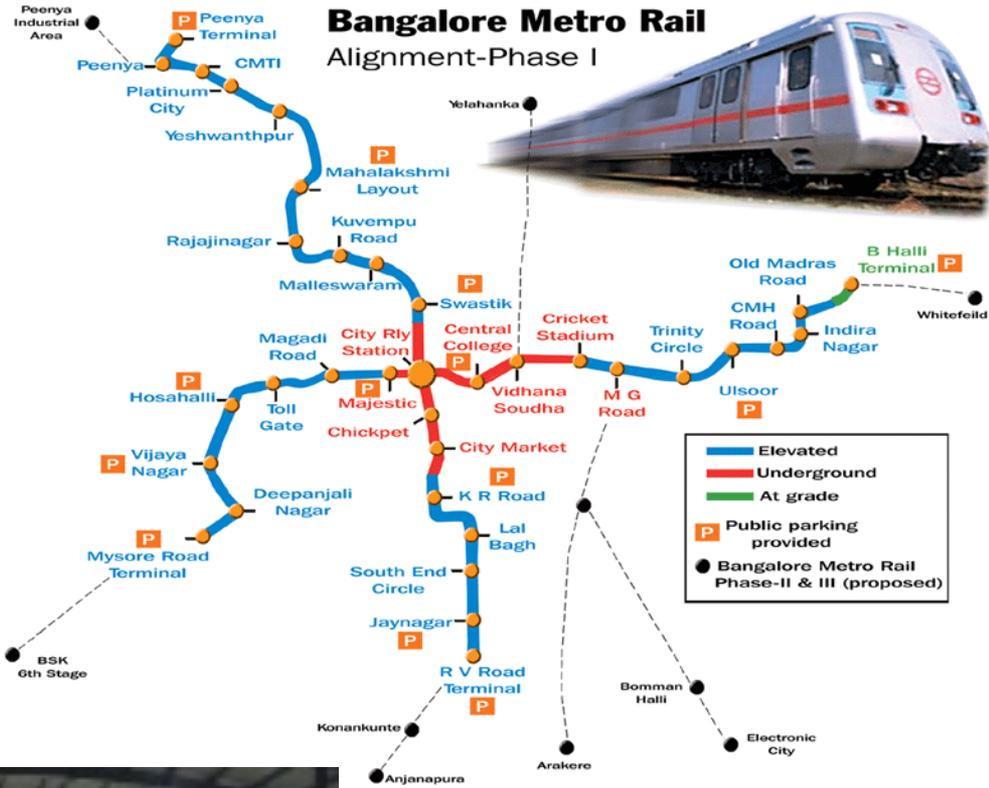 Bangalore Metro Rail
Alignment-Phase I
Peenya
Industrial
Area
P
Peenya
Terminal
Peenya
CMTI
Platinum
City
Yeshwanthpur
P
Mahalakshmi
Layout
Rajajinagar
Kuvempu
Road
Malleswaram
P
Swastik
Yelahanka
City Rly
Station
Central
College
P
Cricket
Stadium
Vidhana
Soudha
M G
Road
Trinity
Circle
Ulsoor
P
CMH
Road
Indira
Nagar
Old Madras
Road
B Halli
Terminal
P
Whitefeild
Magadi
Road
P
Majestic
Toll
Gate
P
Hosahalli
P
Vijaya
Nagar
Deepanjali
Nagar
P
Mysore Road
Terminal
BSK
6th Stage
Chickpet
City Market
P
K R Road
Lal
Bagh
South End
Circle
Jaynagar
P
R V Road
Terminal
P
Konankunte
Anjanapura
Arakere
Bomman
Halli
Electronic
City
Elevated
Underground
At grade
P Public parking
provided
Bangalore Metro Rail
Phase-II & III (proposed)